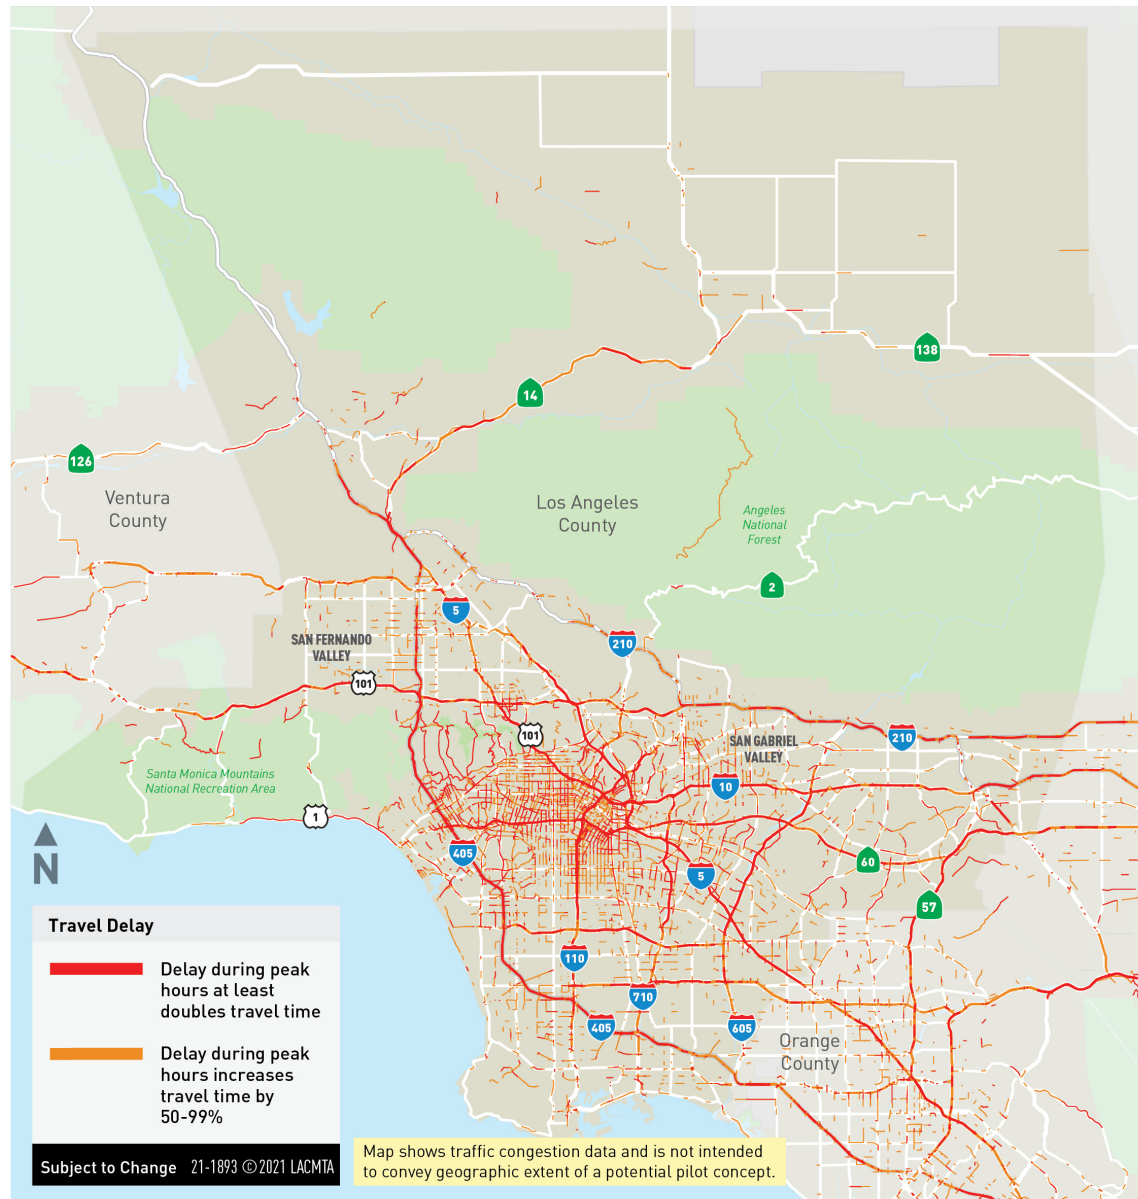 138
14
126
Ventura
County
Los Angeles
County
Angeles
National
Forest
2
5
SAN FERNANDO
VALLEY
210
101
101
SAN GABRIEL
VALLEY
210
Santa Monica Mountains
National Recreation Area
10
1
405
60
5
57
N
110
710
405
605
Orange
County
Travel Delay
Delay during peak
hours at least
doubles travel time
Delay during peak
hours increases
travel time by
50-99%
Subject to Change 21-1893 ©2021 LACMTA
Map shows traffic congestion data and is not intended
to convey geographic extent of a potential pilot concept.